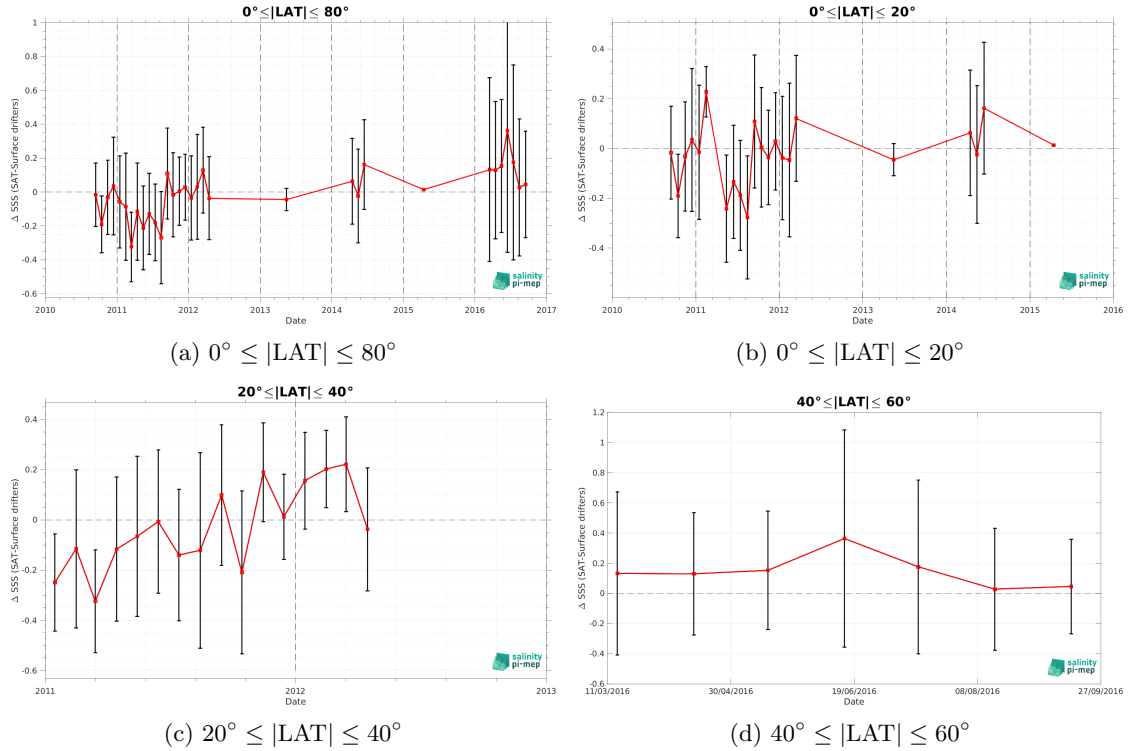 0°≤|LAT|≤ 80°
Δ SSS (SAT-Surface drifters)
1
0.8
0.6
0.4
0.2
0
-0.2
-0.4
-0.6
2010 2011 2012 2013 2014 2015 2016 2017
Date
salinity
pi-mep
(a) 0° ≤ |LAT| ≤ 80°
0°≤|LAT|≤ 20°
Δ SSS (SAT-Surface drifters)
0.4
0.2
0
-0.2
-0.4
2010 2011 2012 2013 2014 2015 2016
Date
salinity
pi-mep
(b) 0° ≤ |LAT| ≤ 20°
20°≤|LAT|≤ 40°
Δ SSS (SAT-Surface drifters)
0.4
0.2
0
-0.2
-0.4
-0.6
2011 2012 2013
Date
salinity
pi-mep
(c) 20° ≤ |LAT| ≤ 40°
40°≤|LAT|≤ 60°
Δ SSS (SAT-Surface drifters)
1.2
1
0.8
0.6
0.4
0.2
0
-0.2
-0.4
-0.6
11/03/2016 30/04/2016 19/06/2016 08/08/2016 27/09/2016
Date
salinity
pi-mep
(d) 40° ≤ |LAT| ≤ 60°